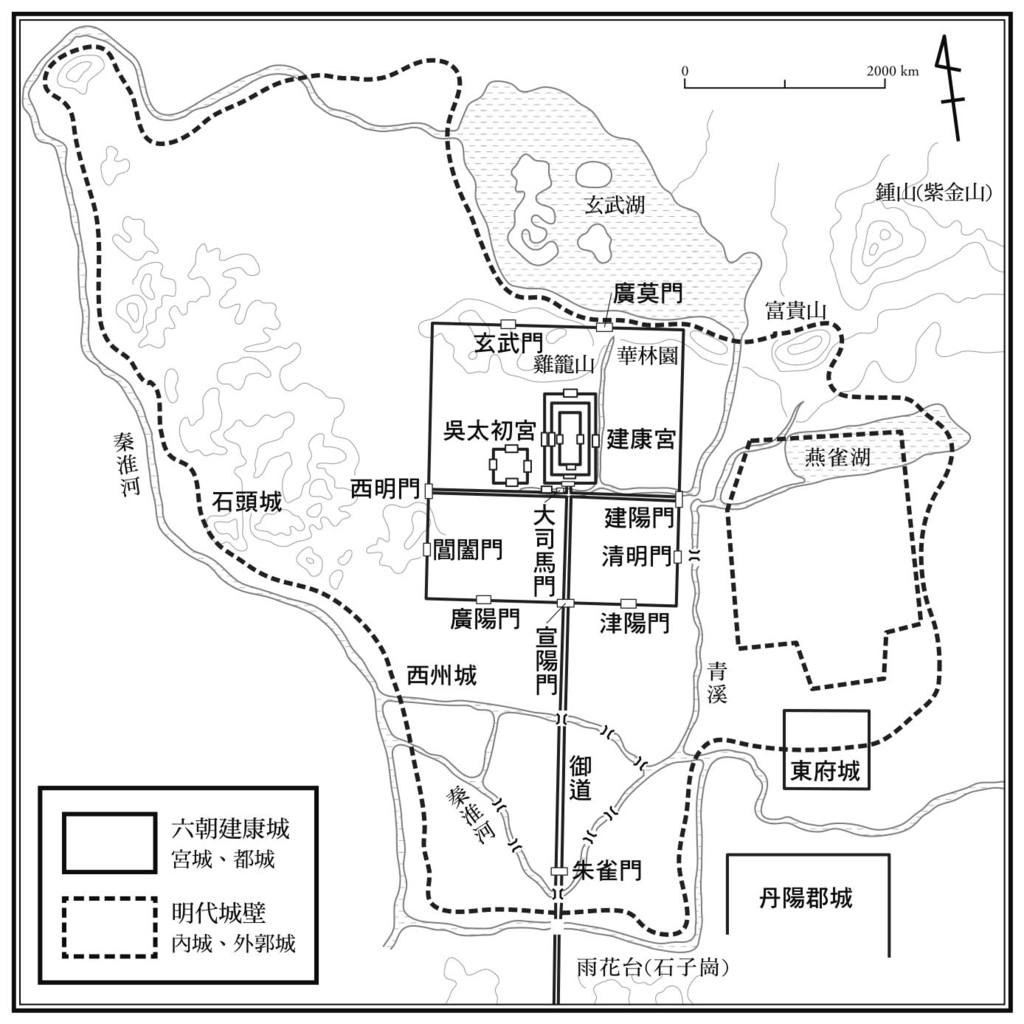 0 2000 km
鍾山(紫金山)
玄武湖
廣莫門
富貴山
玄武門
雞籠山
華林園
吳太初宮
建康宮
秦淮河
燕雀湖
西明門
石頭城
大司馬門
建陽門
閶闔門
清明門
廣陽門
宣陽門
津陽門
西州城
青溪
御道
東府城
秦淮河
朱雀門
丹陽郡城
雨花台(石子崗)
六朝建康城
宮城、都城
明代城壁
內城、外郭城